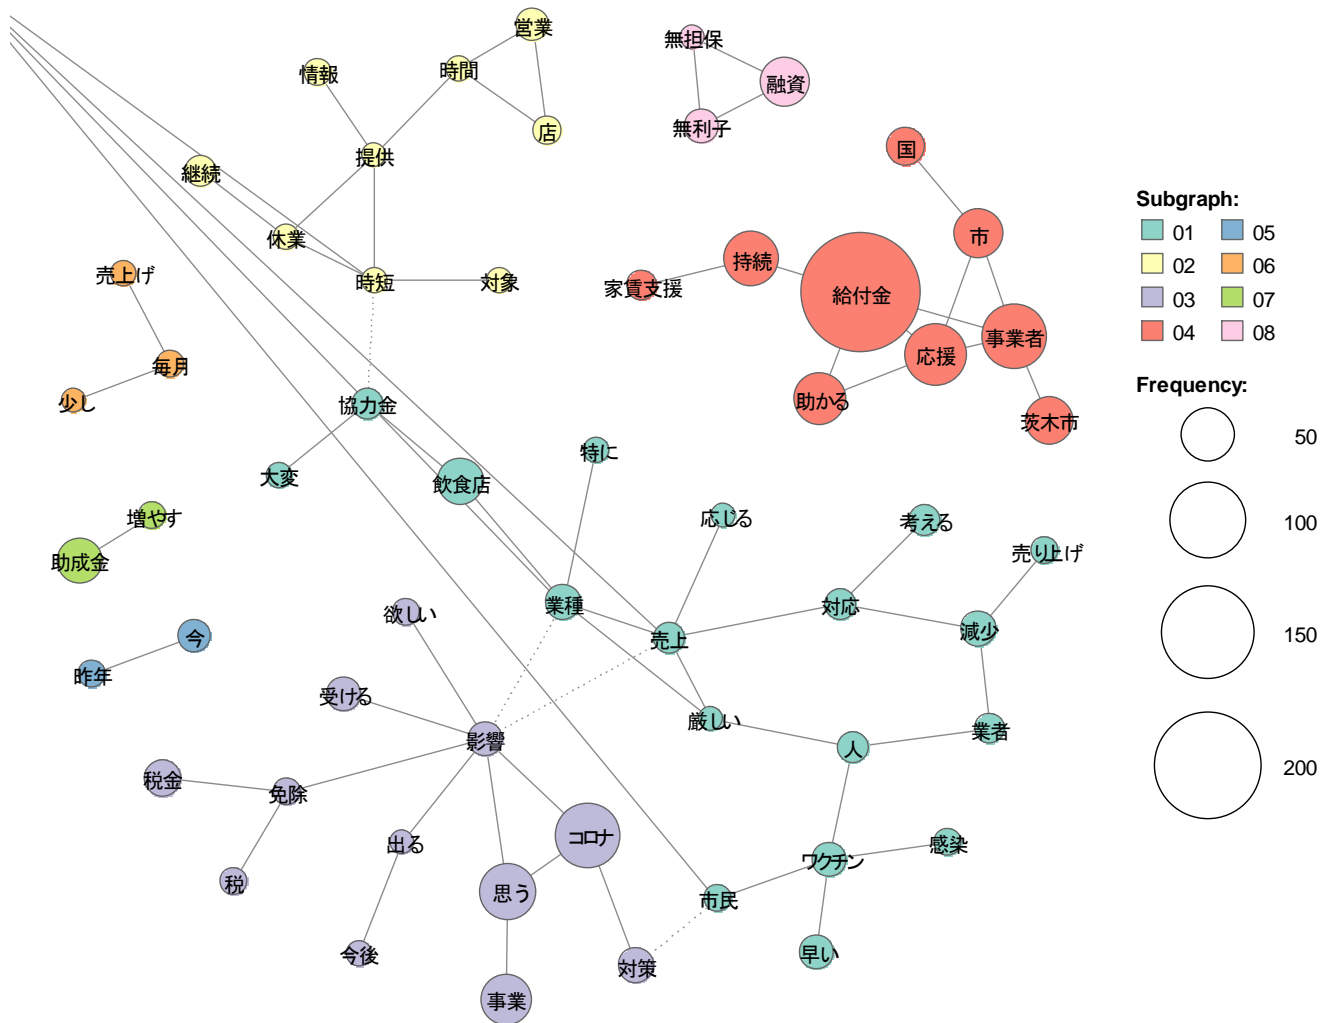 営業
無担保
情報
時間
融資
店
無利子
国
提供
継続
市
休業
持続
売上げ
時短
対象
家賃支援
給付金
事業者
応援
毎月
少し
協力金
助かる
茨木市
大変
飲食店
特に
増やす
応じる
考える
助成金
売り上げ
欲しい
業種
対応
今
売上
減少
昨年
受ける
影響
厳しい
業者
人
税金
免除
コロナ
出る
感染
ワクチン
税
思う
市民
今後
対策
早い
事業
Subgraph:
01 05
02 06
03 07
04 08
Frequency:
50
100
150
200